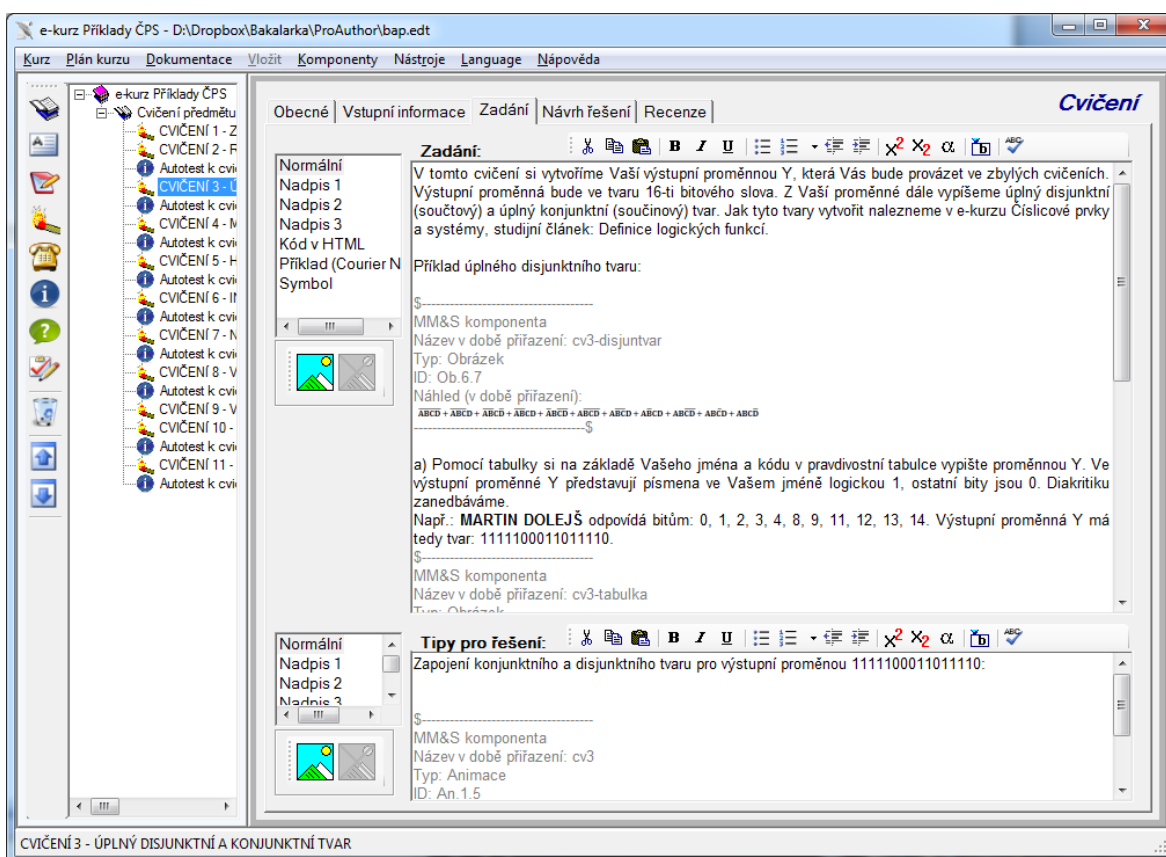 e-kurz Příklady ČPS - D:\Dropbox\Bakalarka\ProAuthor\bap.edt
Kurz Plán kurzu Dokumentace Vložit Komponenty Nástroje Language Nápověda
e-kurz Příklady ČPS
Cvičení předmětu
CVIČENÍ 1 - Z
CVIČENÍ 2 - F
Autotest k cvi
CVIČENÍ 3 - Ú
Autotest k cvi
CVIČENÍ 4 - M
Autotest k cvi
CVIČENÍ 5 - H
Autotest k cvi
CVIČENÍ 6 - II
Autotest k cvi
CVIČENÍ 7 - N
Autotest k cvi
CVIČENÍ 8 - V
Autotest k cvi
CVIČENÍ 9 - V
CVIČENÍ 10 -
Autotest k cvi
CVIČENÍ 11 -
Autotest k cvi
Obecné Vstupní informace Zadání Návrh řešení Recenze
Cvičení
Normální
Nadpis 1
Nadpis 2
Nadpis 3
Kód v HTML
Příklad (Courier N
Symbol
Zadání:
V tomto cvičení si vytvoříme Vaší výstupní proměnnou Y, která Vás bude provázet ve zbylých cvičeních.
Výstupní proměnná bude ve tvaru 16-ti bitového slova. Z Vaší proměnné dále vypíšeme úplný disjunktní
(součtový) a úplný konjunktní (součinový) tvar. Jak tyto tvary vytvořit nalezneme v e-kurzu Číslicové prvky
a systémy, studijní článek: Definice logických funkcí.
Příklad úplného disjunktního tvaru:
$-------------------------------------
MM&S komponenta
Název v době přiřazení: cv3-disjuntvar
Typ: Obrázek
ID: Ob.6.7
Náhled (v době přiřazení):
-------------------------------------$
a) Pomocí tabulky si na základě Vašeho jména a kódu v pravdivostní tabulce vypište proměnnou Y. Ve
výstupní proměnné Y představují písmena ve Vašem jméně logickou 1, ostatní bity jsou 0. Diakritiku
zanedbáváme.
Např.: MARTIN DOLEJŠ odpovídá bitům: 0, 1, 2, 3, 4, 8, 9, 11, 12, 13, 14. Výstupní proměnná Y má
tedy tvar: 1111100011011110.
$-------------------------------------
MM&S komponenta
Název v době přiřazení: cv3-tabulka
Typ: Obrázek
Normální
Nadpis 1
Nadpis 2
Nadpis 3
Tipy pro řešení:
Zapojení konjunktního a disjunktního tvaru pro výstupní proměnou 1111100011011110:
$-------------------------------------
MM&S komponenta
Název v době přiřazení: cv3
Typ: Animace
ID: An.1.5
CVIČENÍ 3 - ÚPLNÝ DISJUNKTNÍ A KONJUNKTNÍ TVAR